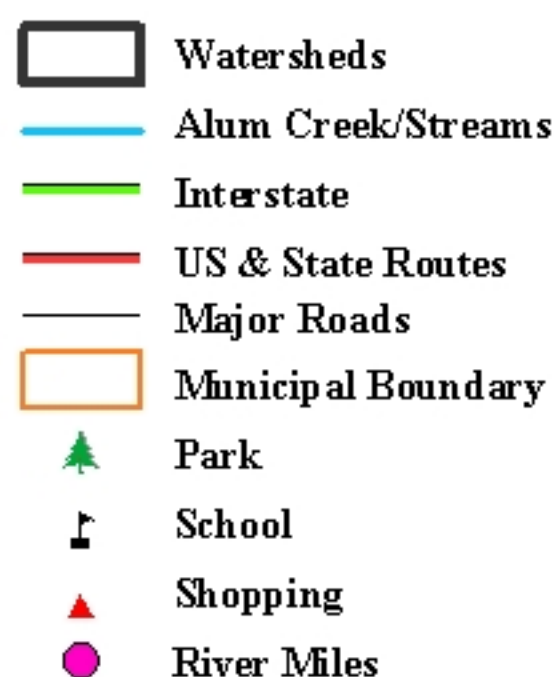 Watersheds
Alum Creek/Streams
Interstate
US & State Routes
Major Roads
Municipal Boundary
Park
School
Shopping
River Miles